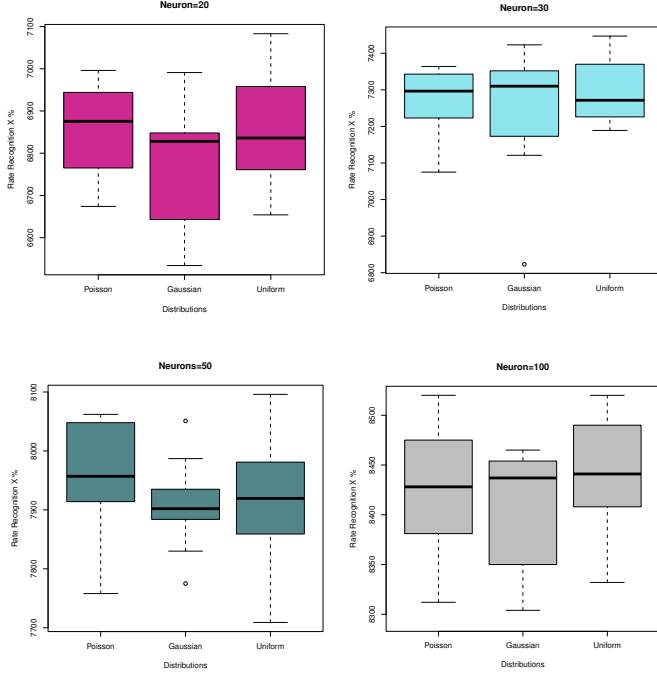 Neuron=20
7100
7000
6900
6800
6700
6600
Rate Recognition X %
Poisson
Gaussian
Uniform
Distributions
Neuron=30
7400
7300
7200
7100
7000
6900
6800
Rate Recognition X %
Poisson
Gaussian
Uniform
Distributions
Neurons=50
8100
8000
7900
7800
7700
Rate Recognition X %
Poisson
Gaussian
Uniform
Distributions
Neuron=100
8500
8450
8400
8350
8300
Rate Recognition X %
Poisson
Gaussian
Uniform
Distributions